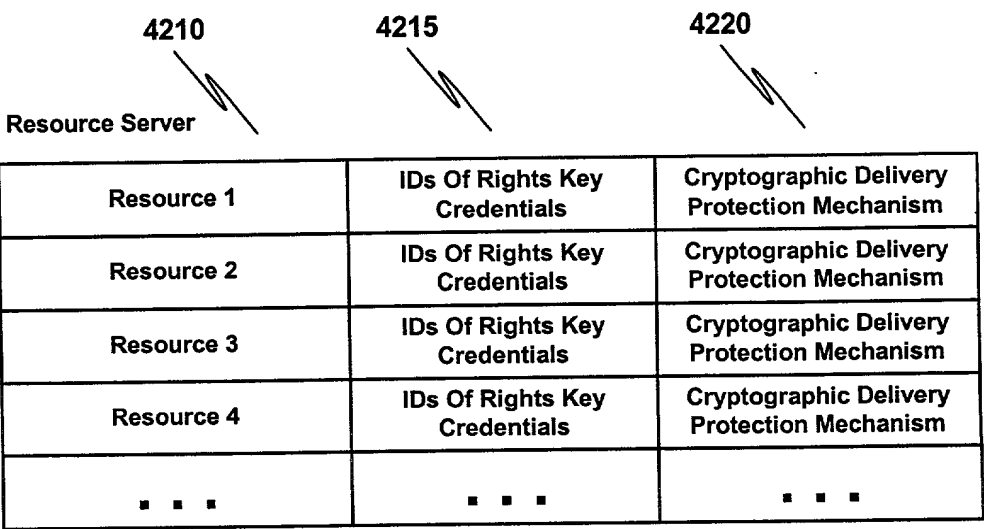 4210 4215 4220
Resource Server
Resource 1
IDs Of Rights Key
Credentials
Cryptographic Delivery
Protection Mechanism
Resource 2
IDs Of Rights Key
Credentials
Cryptographic Delivery
Protection Mechanism
Resource 3
IDs Of Rights Key
Credentials
Cryptographic Delivery
Protection Mechanism
Resource 4
IDs Of Rights Key
Credentials
Cryptographic Delivery
Protection Mechanism
. . . . . . . . .